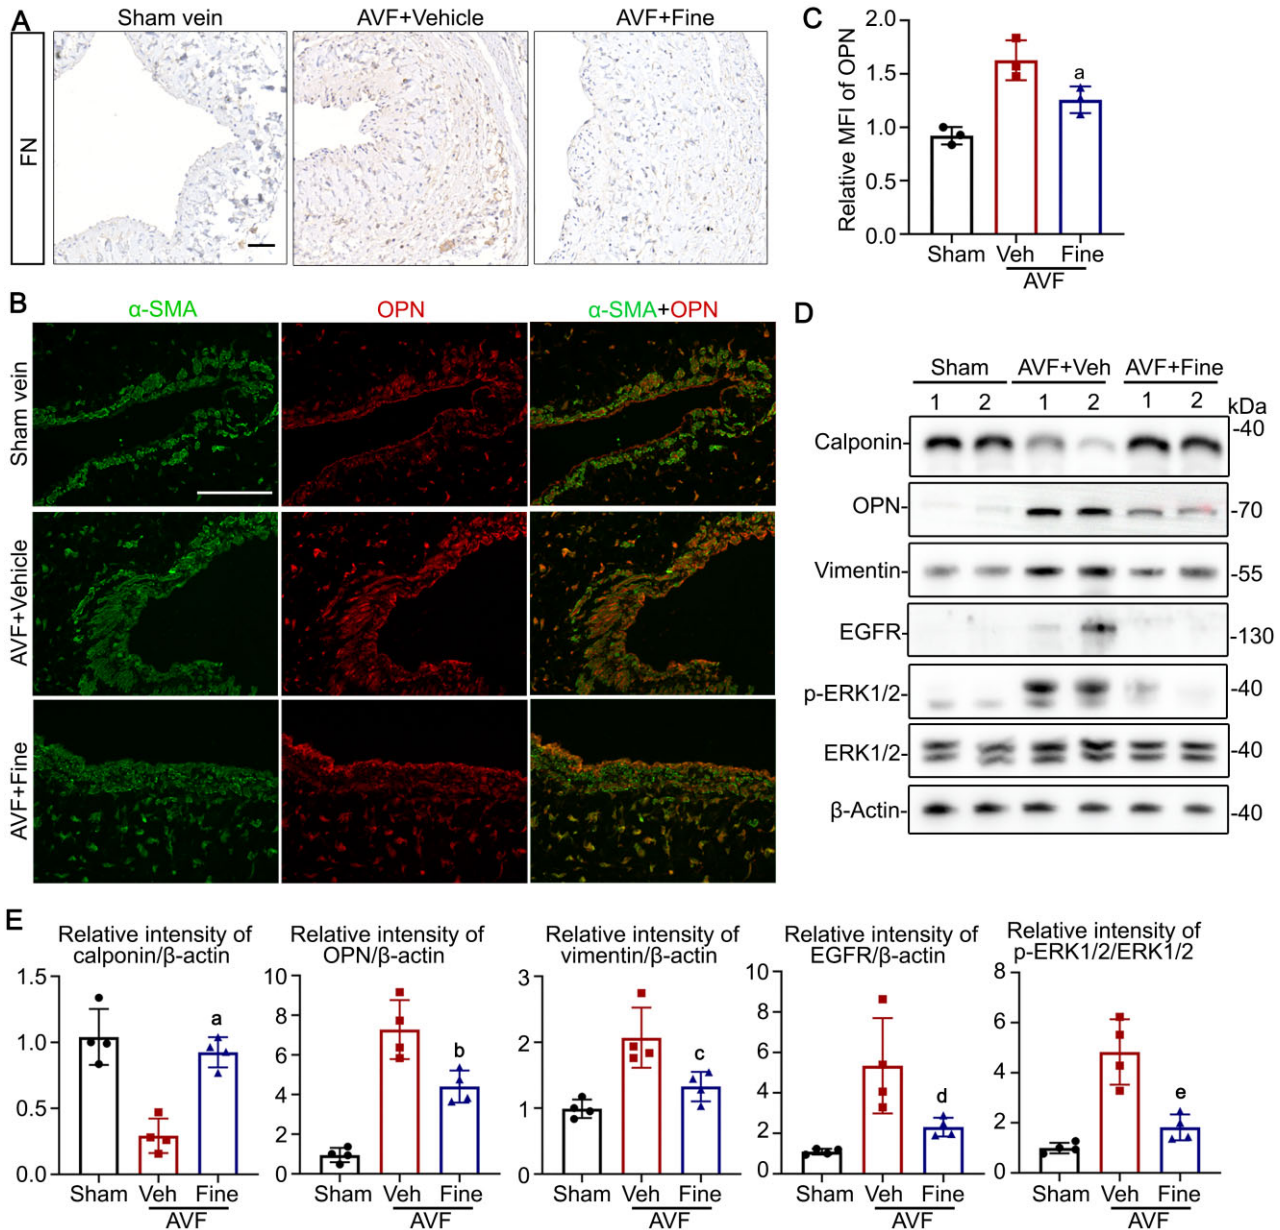 A
Sham vein AVF+Vehicle AVF+Fine
FN
B
α-SMA OPN α-SMA+OPN
Sham vein
AVF+Vehicle
AVF+Fine
C
Relative MFI of OPN
2.0
1.5
1.0
0.5
0.0
a
Sham Veh Fine
AVF
D
Sham AVF+Veh AVF+Fine
1 2 1 2 1 2 kDa
Calponin- -40
OPN- -70
Vimentin- -55
EGFR- -130
p-ERK1/2- -40
ERK1/2- -40
β-Actin- -40
E
Relative intensity of
calponin/β-actin
1.5
1.0
0.5
0.0
a
Sham Veh Fine
AVF
Relative intensity of
OPN/β-actin
10
8
6
4
2
0
b
Sham Veh Fine
AVF
Relative intensity of
vimentin/β-actin
3
2
1
0
c
Sham Veh Fine
AVF
Relative intensity of
EGFR/β-actin
10
8
6
4
2
0
d
Sham Veh Fine
AVF
Relative intensity of
p-ERK1/2/ERK1/2
8
6
4
2
0
e
Sham Veh Fine
AVF